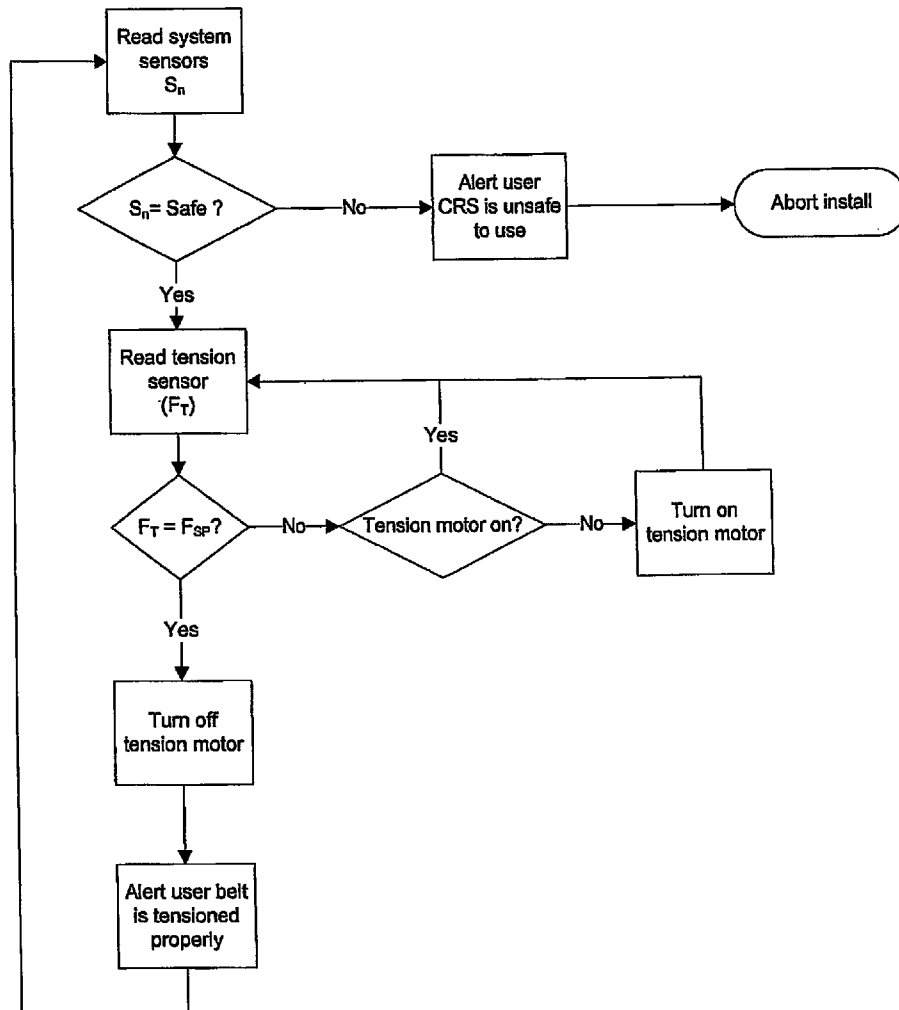 Read system
sensors
Sn
Sn= Safe ?
No
Alert user
CRS is unsafe
to use
Abort install
Yes
Read tension
sensor
(FT)
Yes
FT = FSP?
No
Tension motor on?
No
Turn on
tension motor
Yes
Turn off
tension motor
Alert user belt
is tensioned
properly